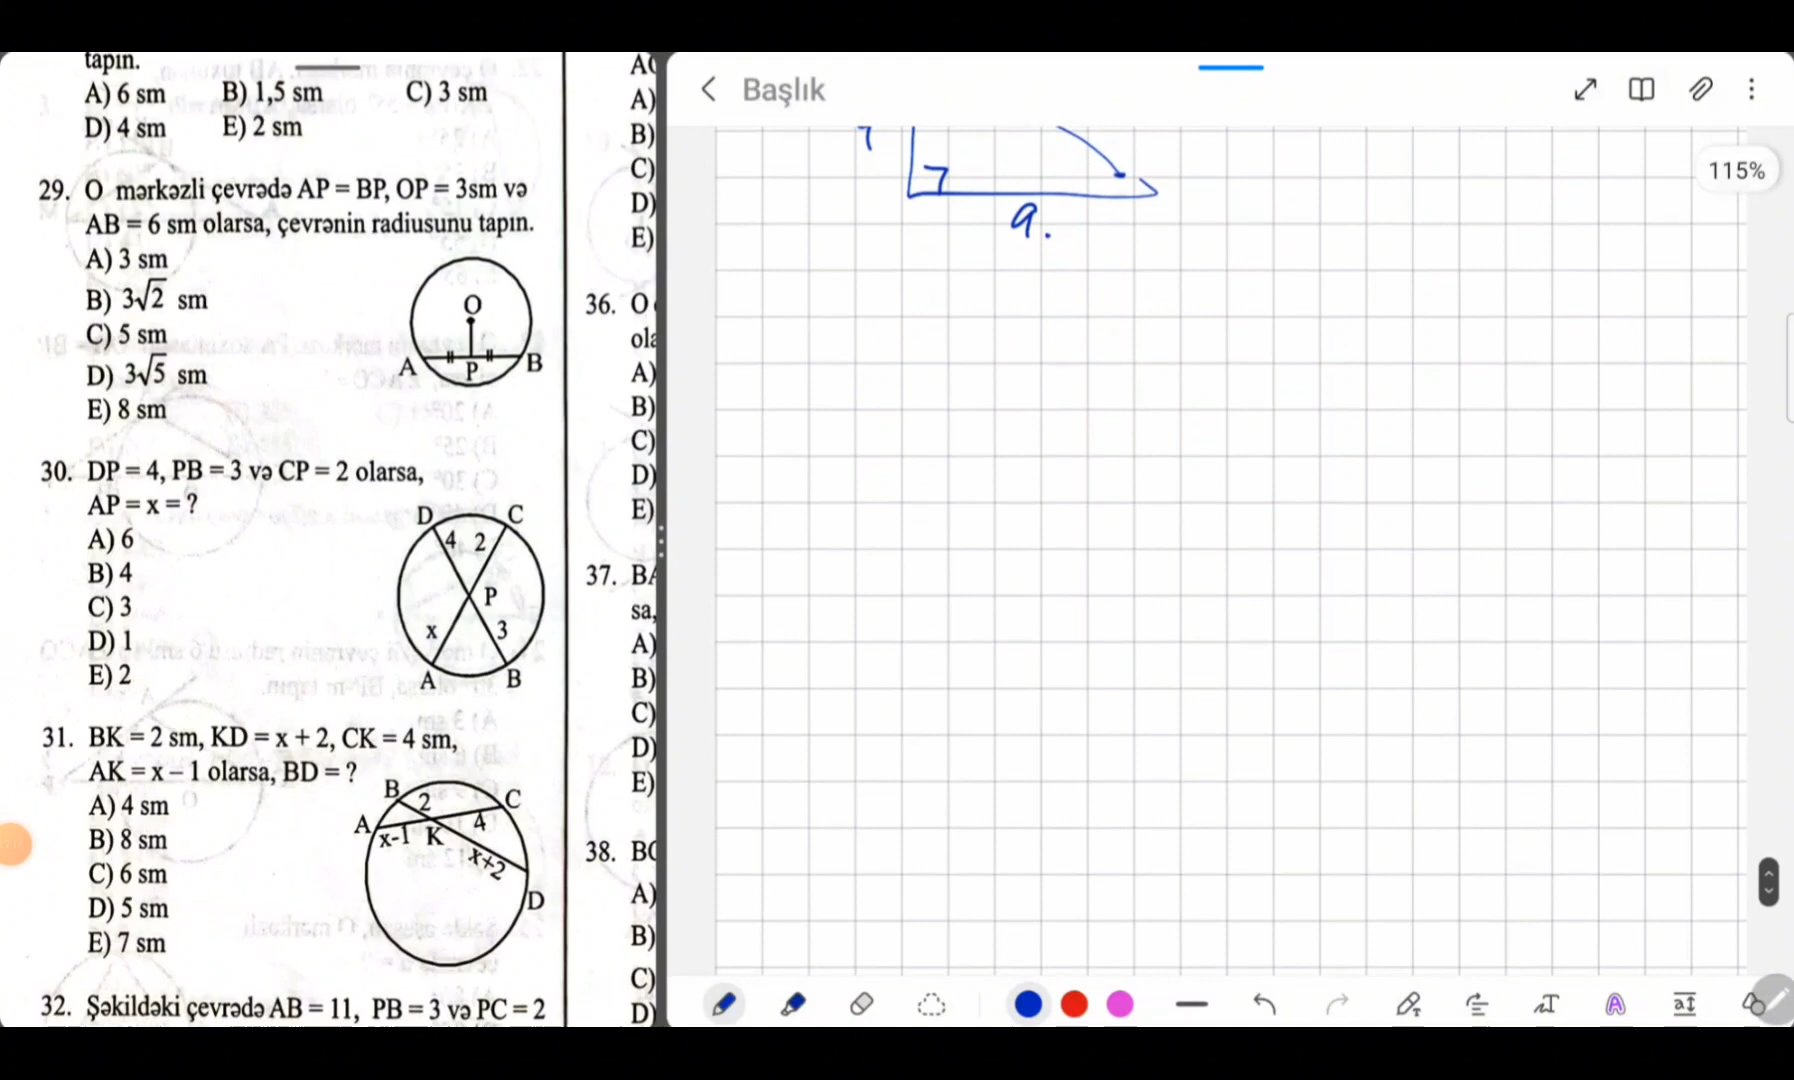 tapın.
A) 6 sm B) 1,5 sm C) 3 sm
D) 4 sm E) 2 sm
29. O mərkəzli çevrədə AP = BP, OP = 3sm və
AB = 6 sm olarsa, çevrənin radiusunu tapın.
A) 3 sm
B) 3√2 sm
C) 5 sm
D) 3√5 sm
E) 8 sm
O
A P B
30. DP = 4, PB = 3 və CP = 2 olarsa,
AP = x = ?
A) 6
B) 4
C) 3
D) 1
E) 2
D C
4 2
P
x 3
A B
31. BK = 2 sm, KD = x + 2, CK = 4 sm,
AK = x – 1 olarsa, BD = ?
A) 4 sm
B) 8 sm
C) 6 sm
D) 5 sm
E) 7 sm
B 2 C
A x-1 K 4
x+2
D
32. Şəkildəki çevrədə AB = 11, PB = 3 və PC = 2
A)
B)
C)
D)
E)
36. O
ola
A)
B)
C)
D)
E)
37. BA
sa,
A)
B)
C)
D)
E)
38. BC
A)
B)
C)
D)
Başlık
115%
7
9.